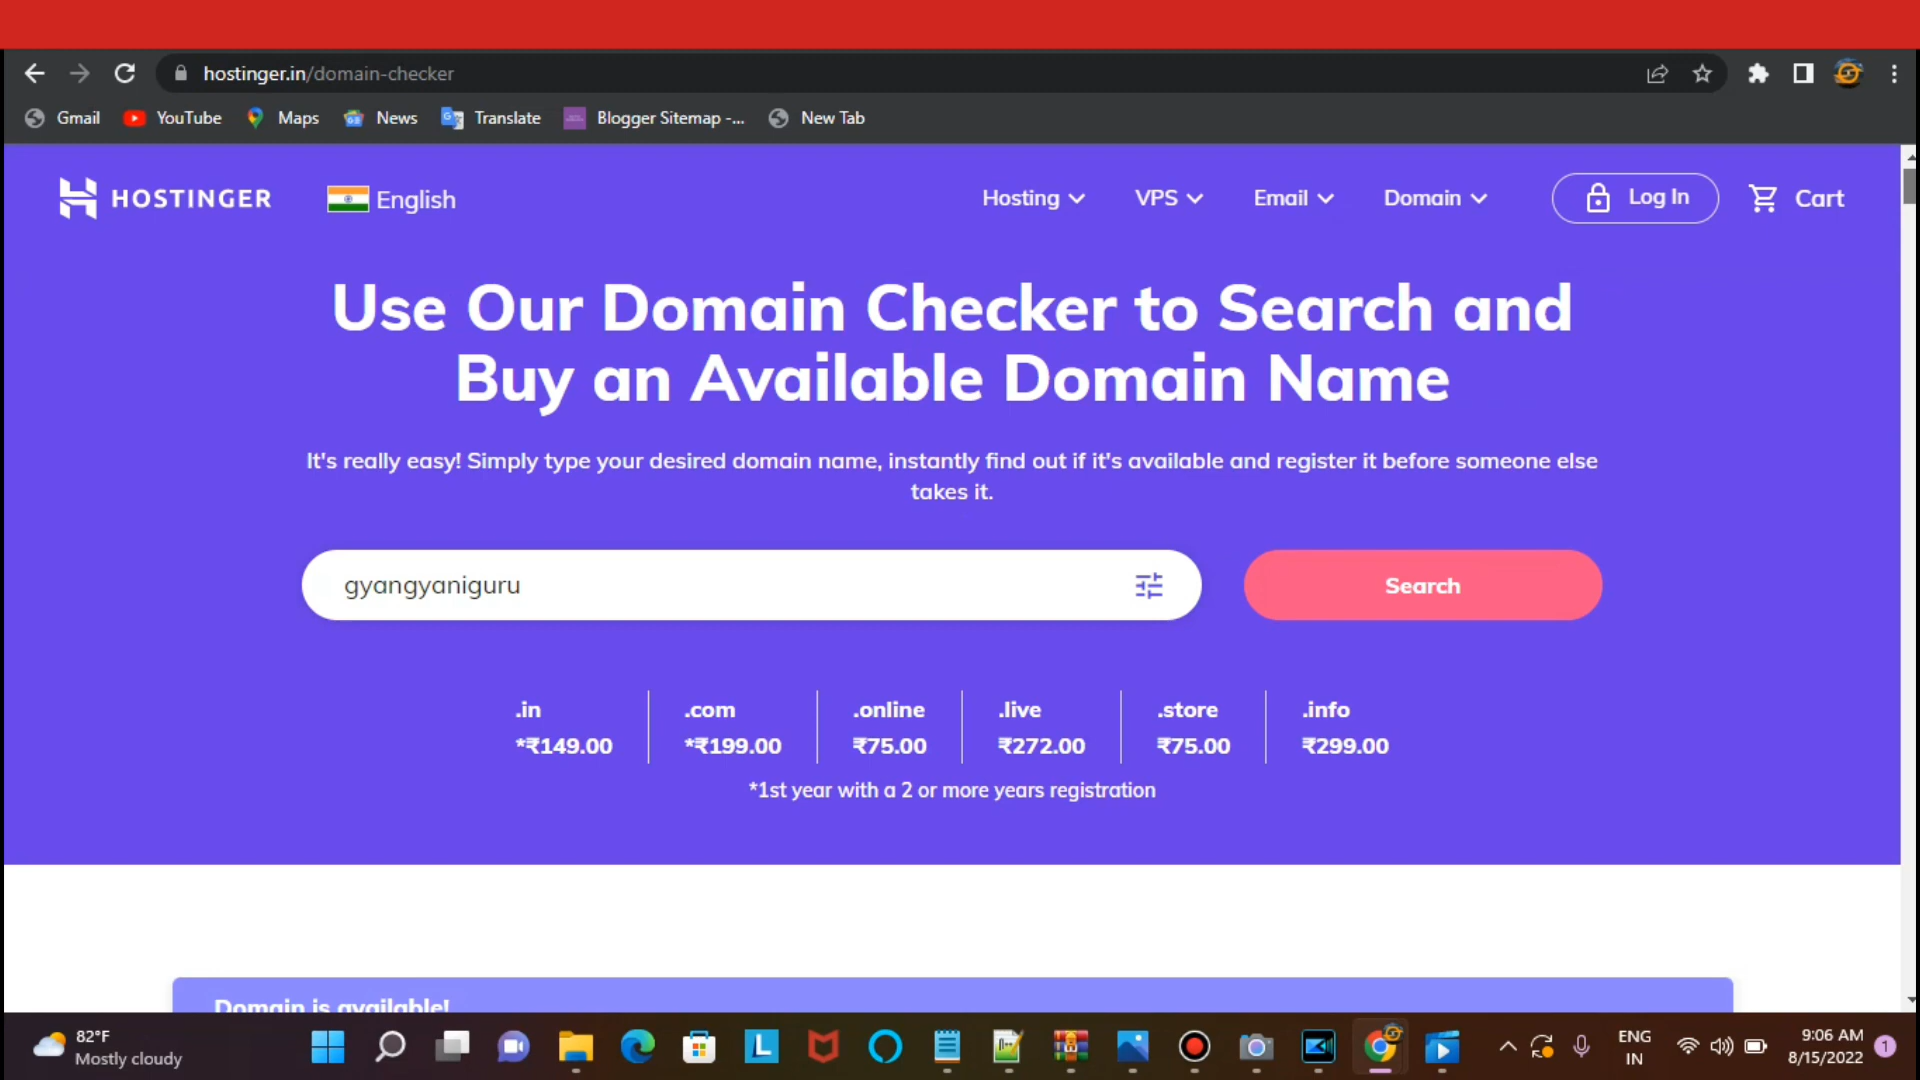 hostinger.in/domain-checker
Gmail YouTube Maps News Translate Blogger Sitemap -... New Tab
HOSTINGER English Hosting VPS Email Domain Log In Cart
Use Our Domain Checker to Search and
Buy an Available Domain Name
It's really easy! Simply type your desired domain name, instantly find out if it's available and register it before someone else
takes it.
gyangyaniguru Search
.in .com .online .live .store .info
*₹149.00 *₹199.00 ₹75.00 ₹272.00 ₹75.00 ₹299.00
*1st year with a 2 or more years registration
Domain is available!
82°F
Mostly cloudy
L
ENG
IN
9:06 AM
8/15/2022
1